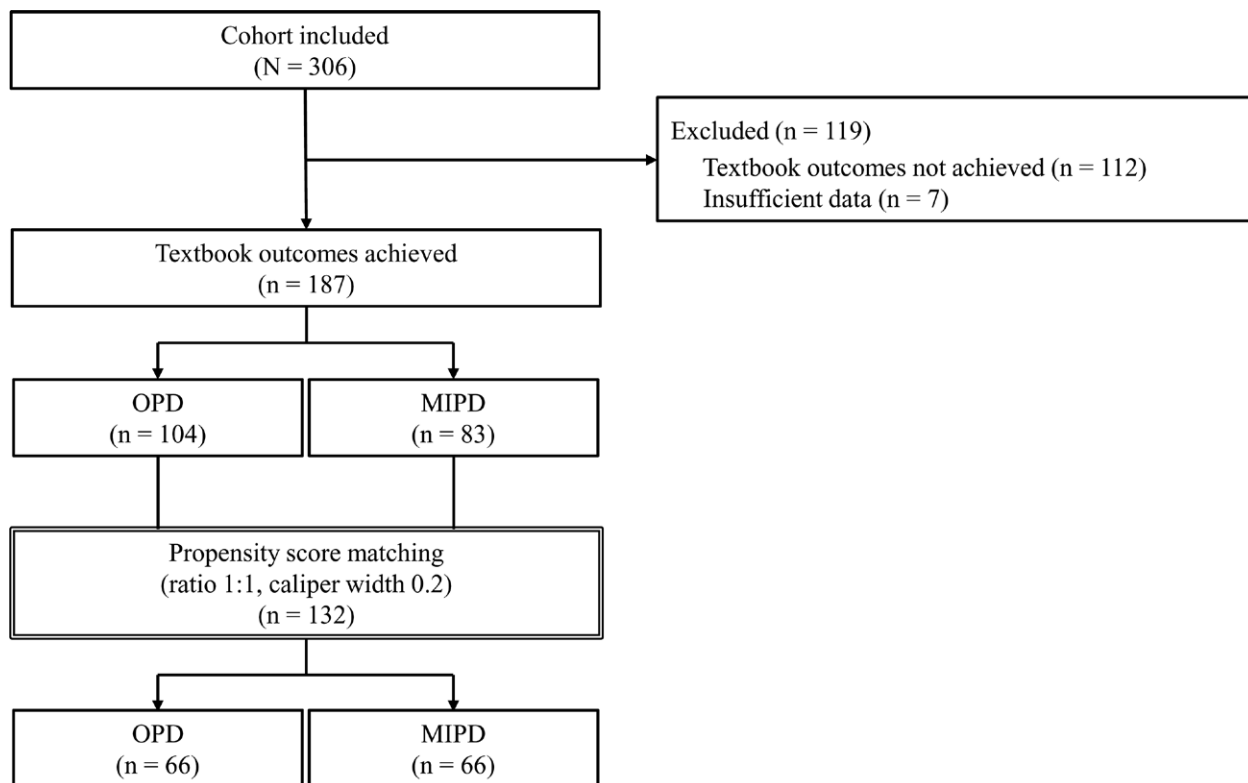 Cohort included
(N = 306)
Excluded (n = 119)
Textbook outcomes not achieved (n = 112)
Insufficient data (n = 7)
Textbook outcomes achieved
(n = 187)
OPD
(n = 104)
MIPD
(n = 83)
Propensity score matching
(ratio 1:1, caliper width 0.2)
(n = 132)
OPD
(n = 66)
MIPD
(n = 66)